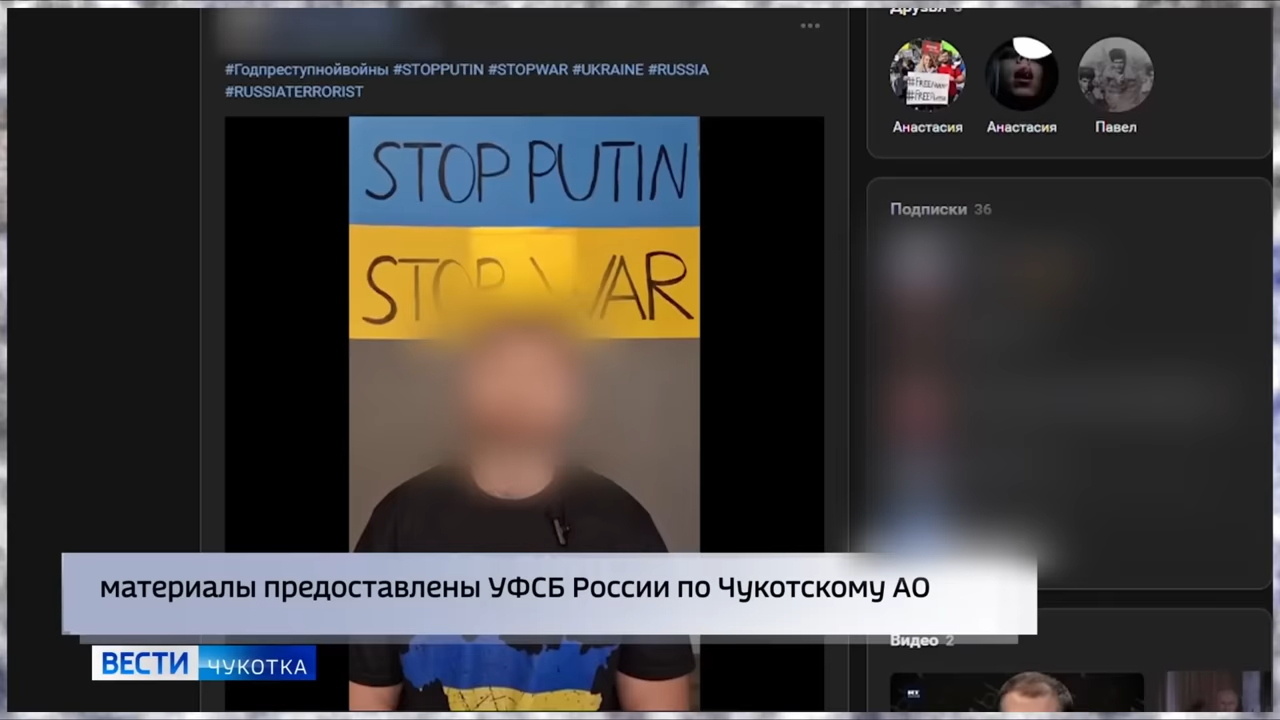 #Годпреступнойвойны #STOPPUTIN #STOPWAR #UKRAINE #RUSSIA
#RUSSIATERRORIST
STOP PUTIN
STOP WAR
Друзья 3
Анастасия Анастасия Павел
Подписки 36
материалы предоставлены УФСБ России по Чукотскому АО
Видео 2
ВЕСТИ ЧУКОТКА